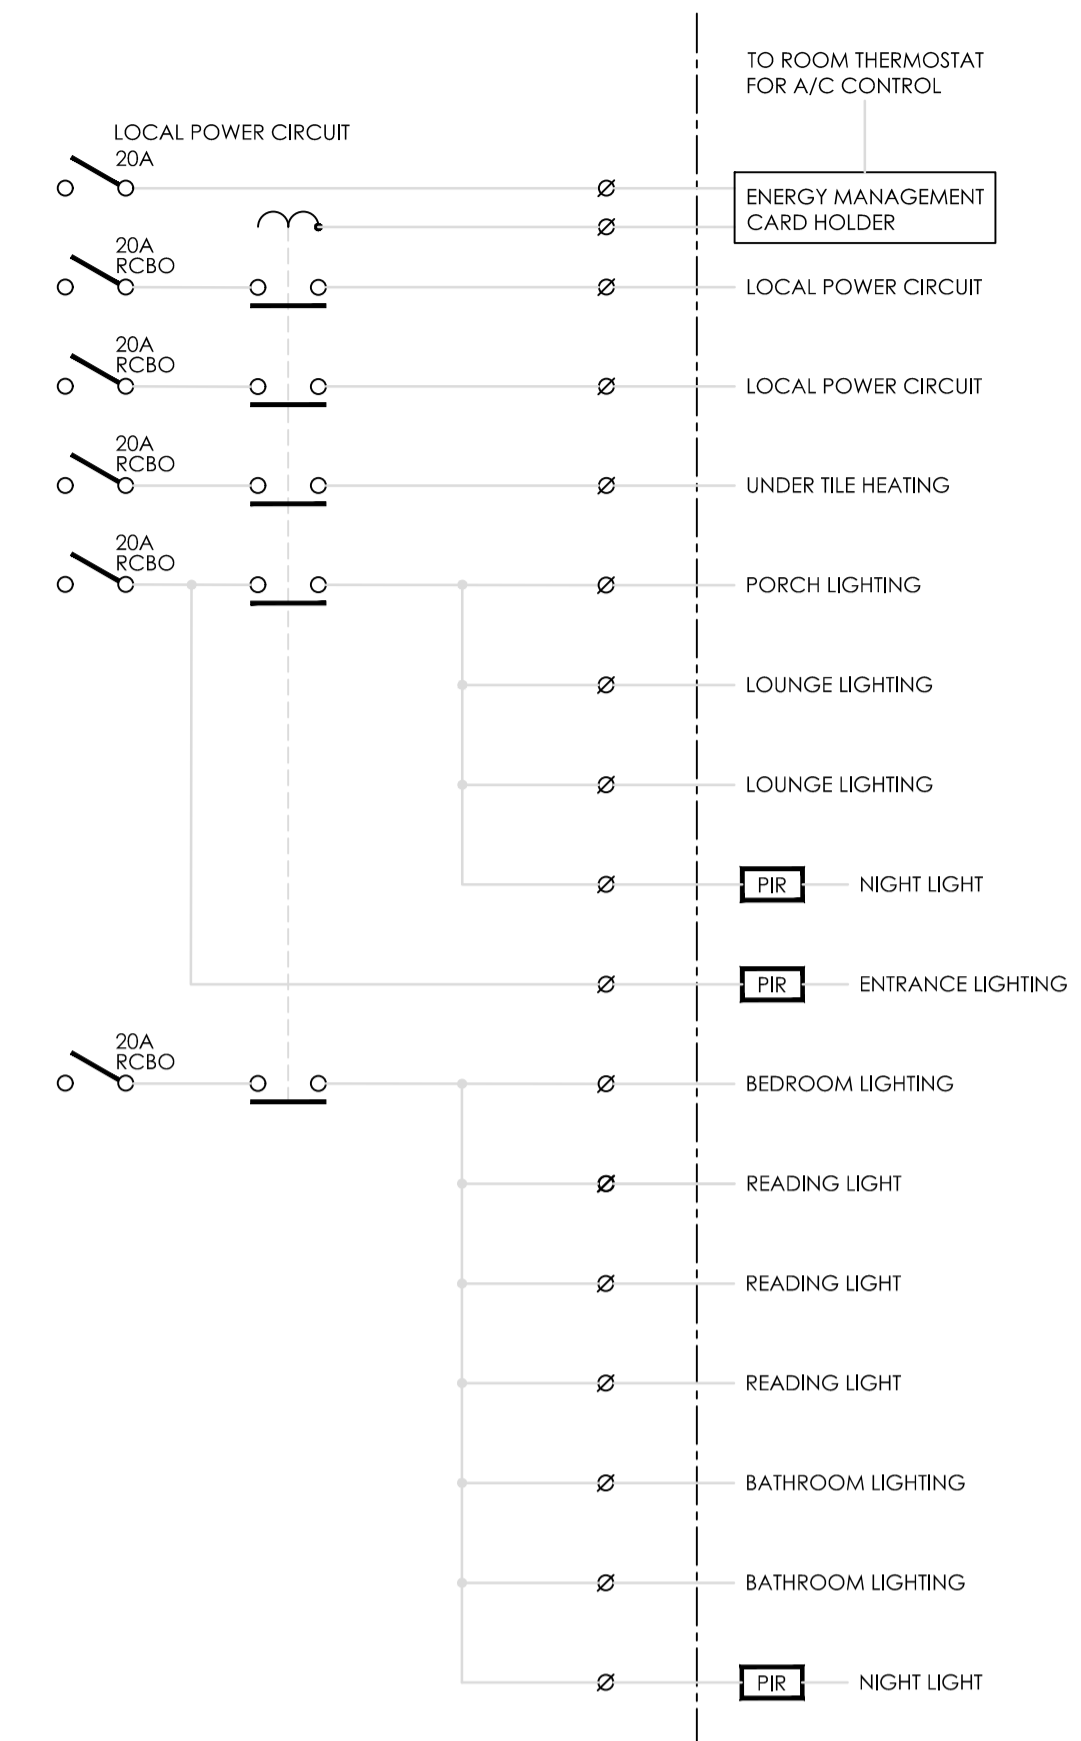 TO ROOM THERMOSTAT
FOR A/C CONTROL
LOCAL POWER CIRCUIT
20A
ENERGY MANAGEMENT
CARD HOLDER
20A
RCBO
LOCAL POWER CIRCUIT
20A
RCBO
LOCAL POWER CIRCUIT
20A
RCBO
UNDER TILE HEATING
20A
RCBO
PORCH LIGHTING
LOUNGE LIGHTING
LOUNGE LIGHTING
PIR NIGHT LIGHT
PIR ENTRANCE LIGHTING
20A
RCBO
BEDROOM LIGHTING
READING LIGHT
READING LIGHT
READING LIGHT
BATHROOM LIGHTING
BATHROOM LIGHTING
PIR NIGHT LIGHT